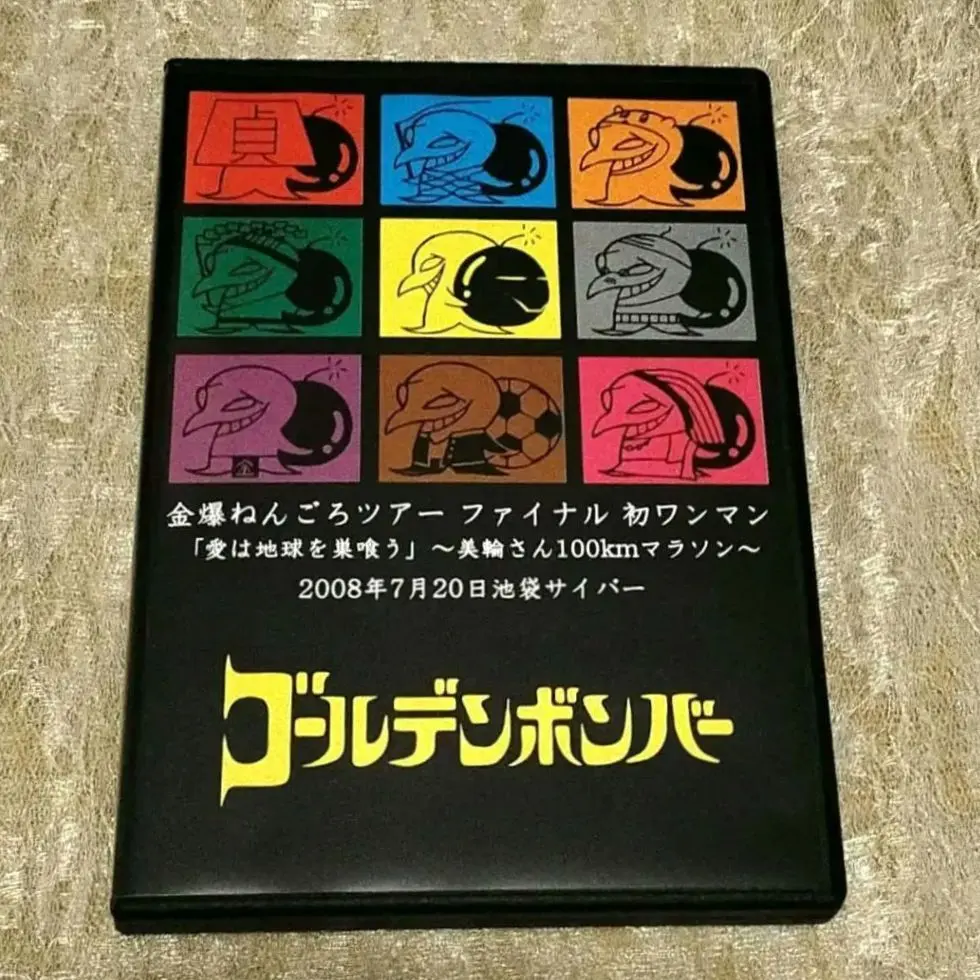 貞
金
金爆ねんごろツアー ファイナル 初ワンマン
「愛は地球を巣喰う」～美輪さん100kmマラソン～
2008年7月20日池袋サイバー
ゴールデンボンバー